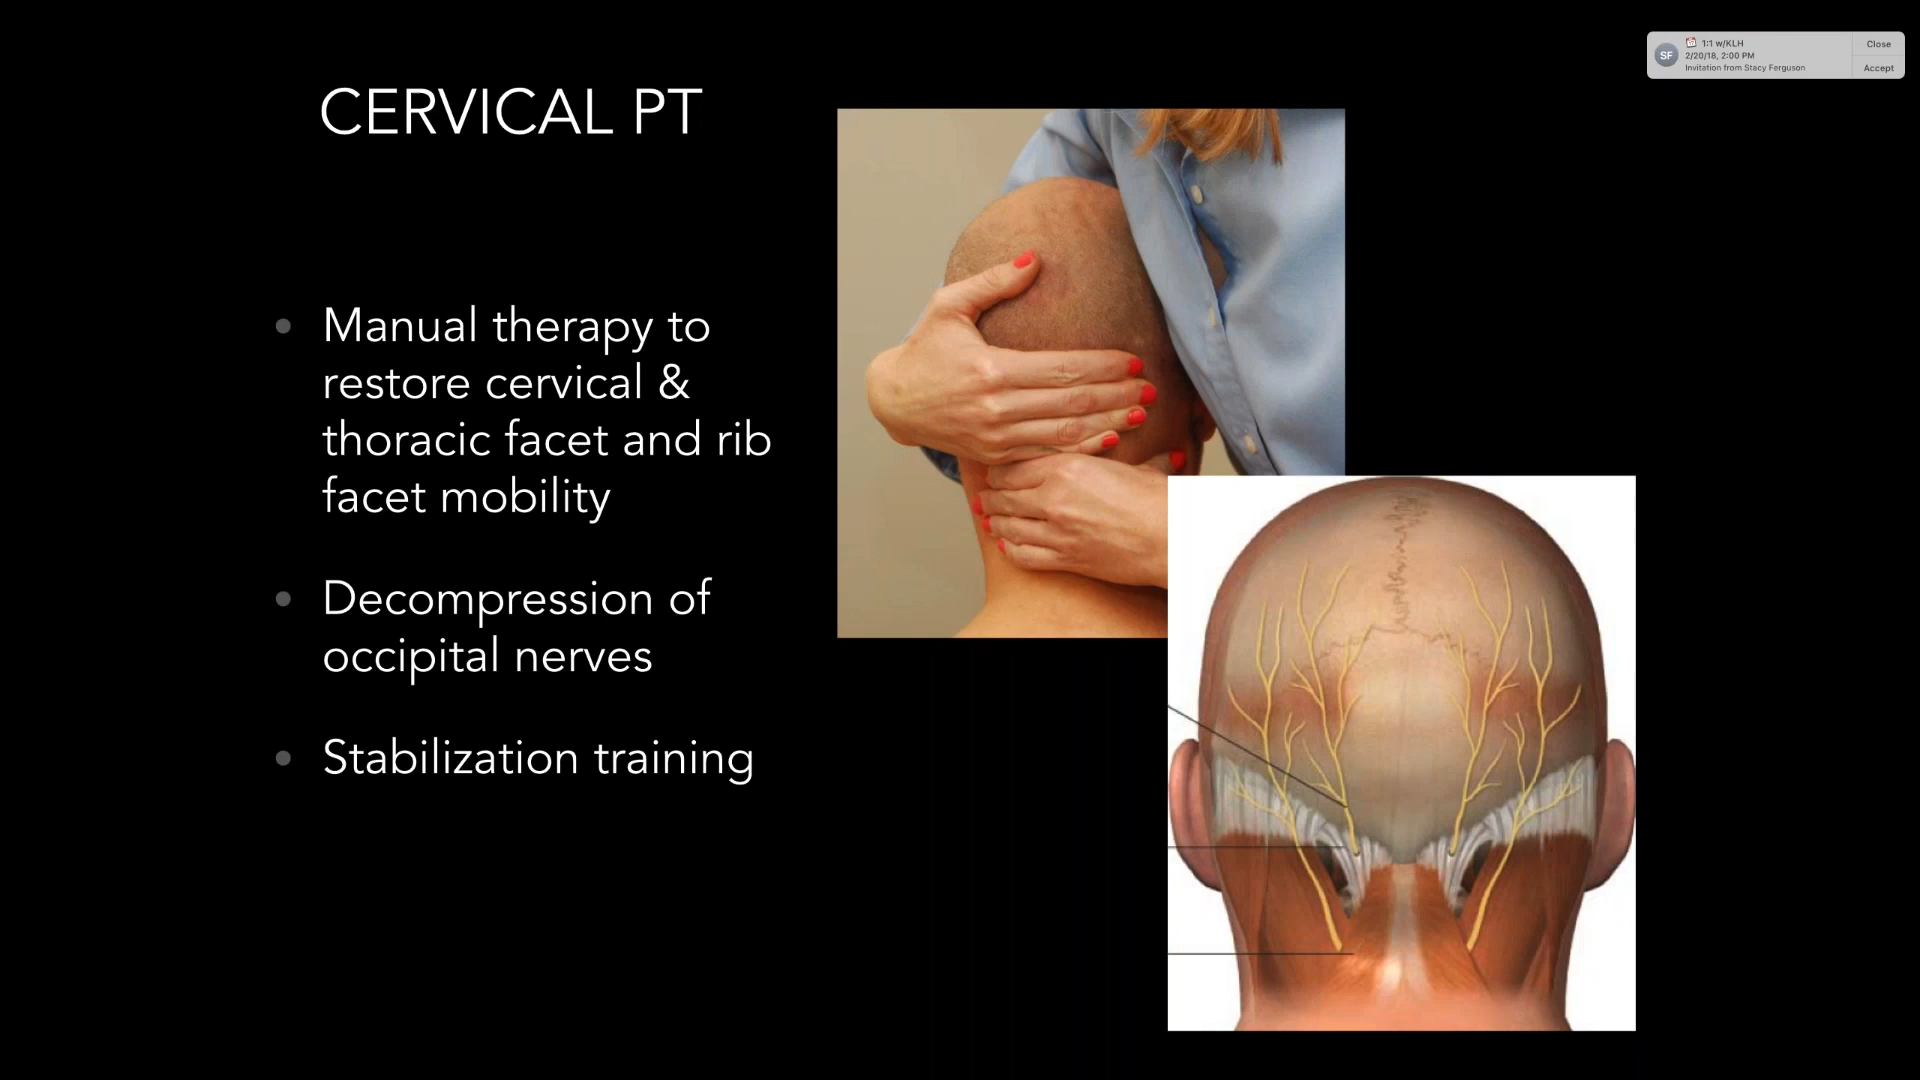 CERVICAL PT
• Manual therapy to
restore cervical &
thoracic facet and rib
facet mobility
• Decompression of
occipital nerves
• Stabilization training
SF
1:1 w/KLH
2/20/18, 2:00 PM
Invitation from Stacy Ferguson
Close
Accept